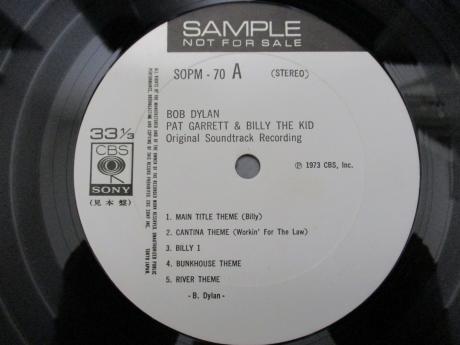 SAMPLE
NOT FOR SALE
SOPM - 70 A (STEREO)
BOB DYLAN
PAT GARRETT & BILLY THE KID
Original Soundtrack Recording
33⅓
CBS
SONY
(見本盤)
℗ 1973 CBS, Inc.
1. MAIN TITLE THEME (Billy)
2. CANTINA THEME (Workin' For The Law)
3. BILLY 1
4. BUNKHOUSE THEME
5. RIVER THEME
- B. Dylan -